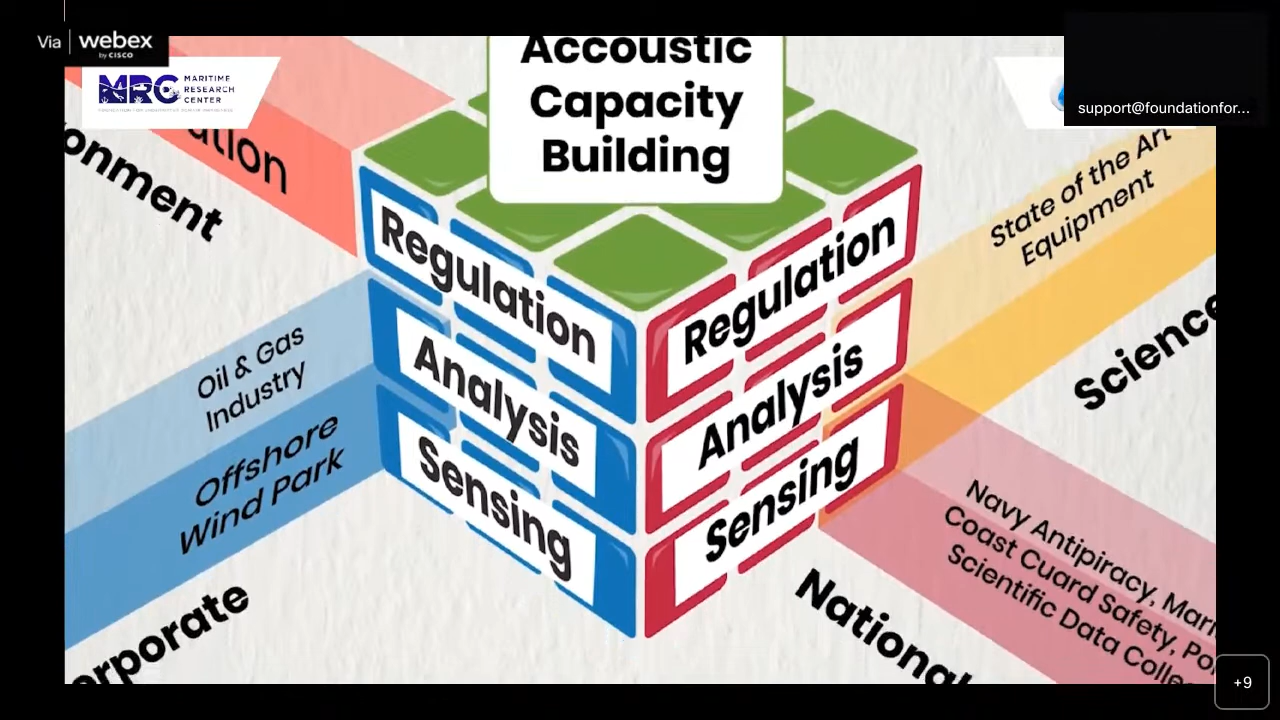 Via webex
by CISCO
MRC MARITIME
RESEARCH
CENTER
support@foundationfor...
Accoustic
Capacity
Building
ation
onment
State of the Art
Equipment
Science
Regulation
Analysis
Sensing
Regulation
Analysis
Sensing
Oil & Gas
Industry
Offshore
Wind Park
orporate
Navy Antipiracy, Mari
Coast Cuard Safety, Po
Scientific Data Colle
National
+9